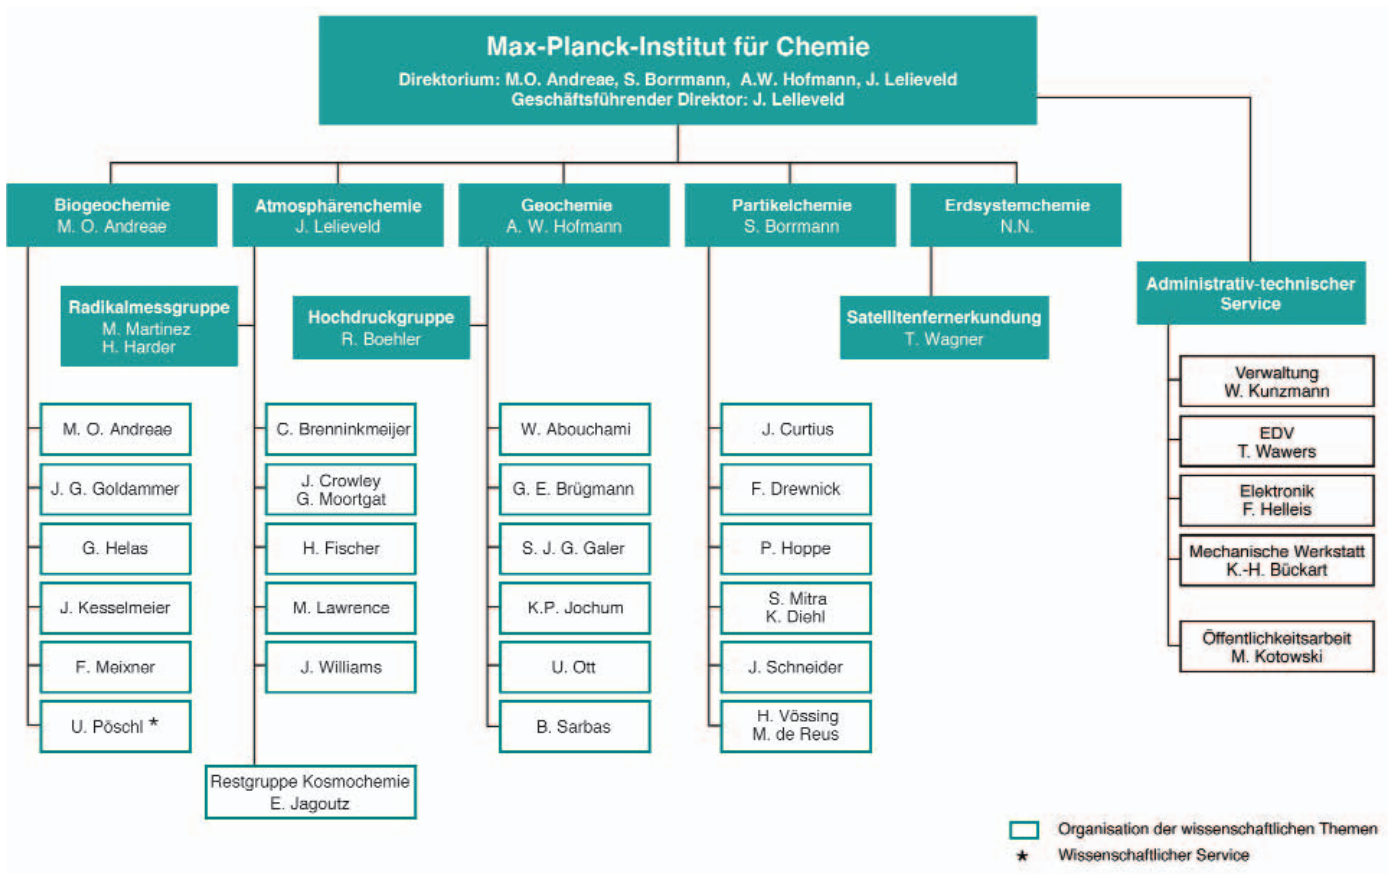 Max-Planck-Institut für Chemie
Direktorium: M.O. Andreae, S. Borrmann, A.W. Hofmann, J. Lelieveld
Geschäftsführender Direktor: J. Lelieveld
Biogeochemie
M. O. Andreae
Atmosphärenchemie
J. Lelieveld
Geochemie
A. W. Hofmann
Partikelchemie
S. Borrmann
Erdsystemchemie
N.N.
Administrativ-technischer
Service
Radikalmessgruppe
M. Martinez
H. Harder
Hochdruckgruppe
R. Boehler
Satellitenfernerkundung
T. Wagner
M. O. Andreae
J. G. Goldammer
G. Helas
J. Kesselmeier
F. Meixner
U. Pöschl *
C. Brenninkmeijer
J. Crowley
G. Moortgat
H. Fischer
M. Lawrence
J. Williams
Restgruppe Kosmochemie
E. Jagoutz
W. Abouchami
G. E. Brügmann
S. J. G. Galer
K.P. Jochum
U. Ott
B. Sarbas
J. Curtius
F. Drewnick
P. Hoppe
S. Mitra
K. Diehl
J. Schneider
H. Vössing
M. de Reus
Verwaltung
W. Kunzmann
EDV
T. Wawers
Elektronik
F. Helleis
Mechanische Werkstatt
K.-H. Bückart
Öffentlichkeitsarbeit
M. Kotowski
Organisation der wissenschaftlichen Themen
* Wissenschaftlicher Service